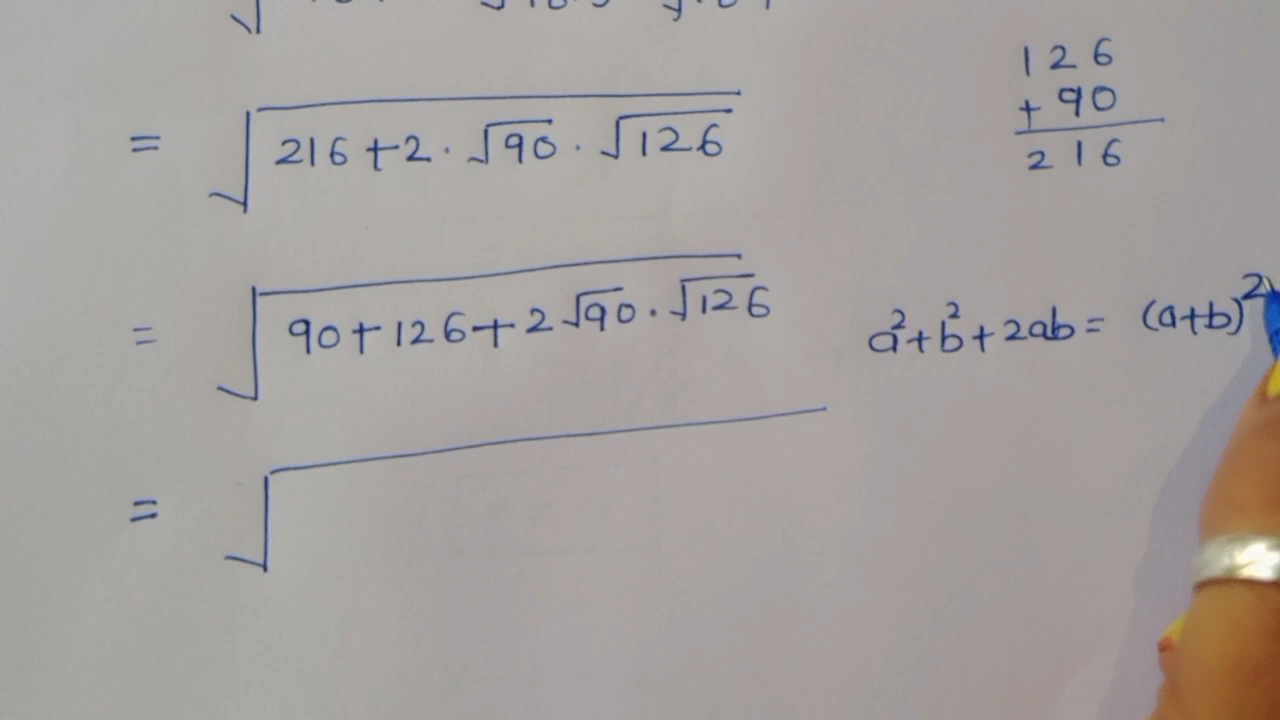 126
+ 90
216
= √216 + 2 · √90 · √126
= √90 + 126 + 2 √90 · √126
a² + b² + 2ab = (a+b)²
= √